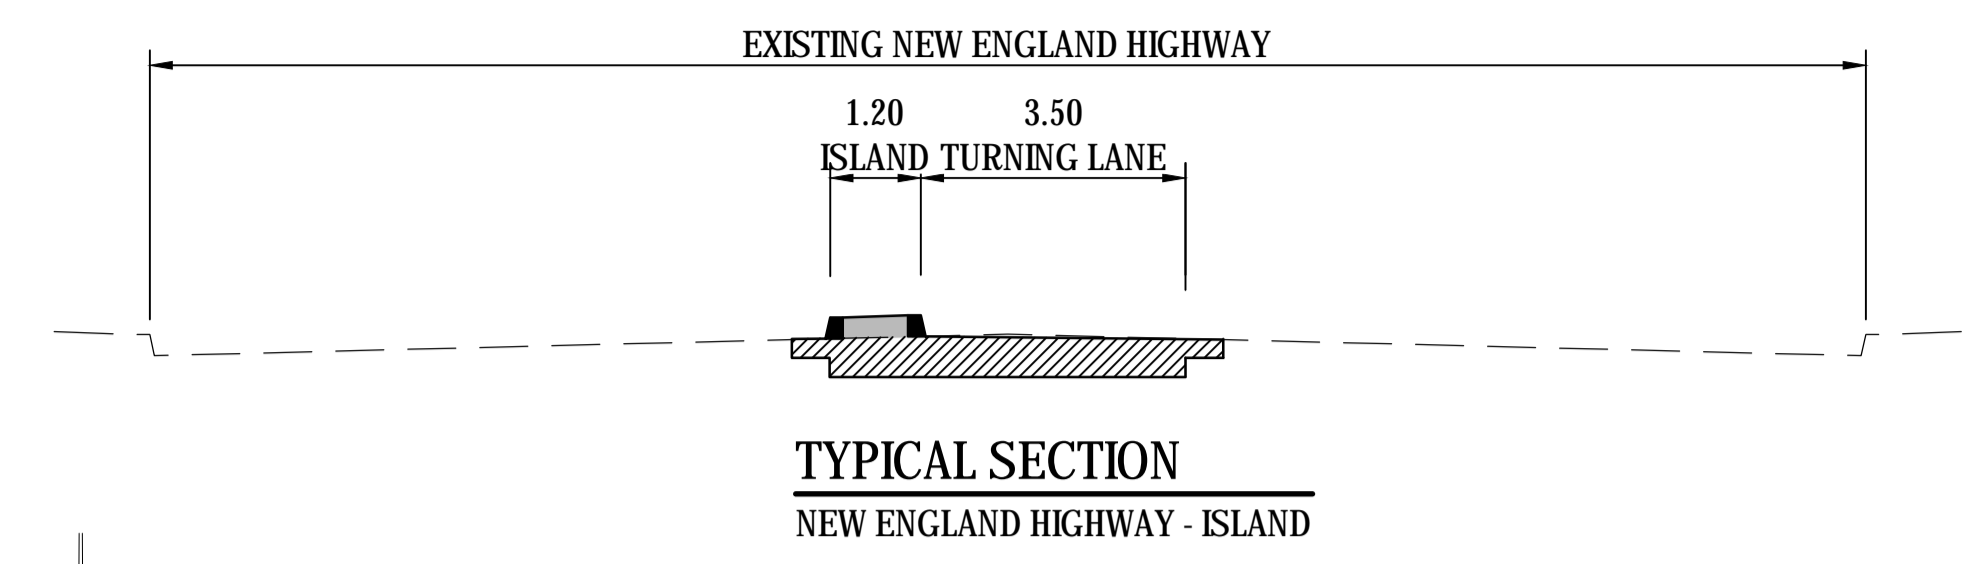 EXISTING NEW ENGLAND HIGHWAY
1.20 3.50
ISLAND TURNING LANE
TYPICAL SECTION
NEW ENGLAND HIGHWAY - ISLAND